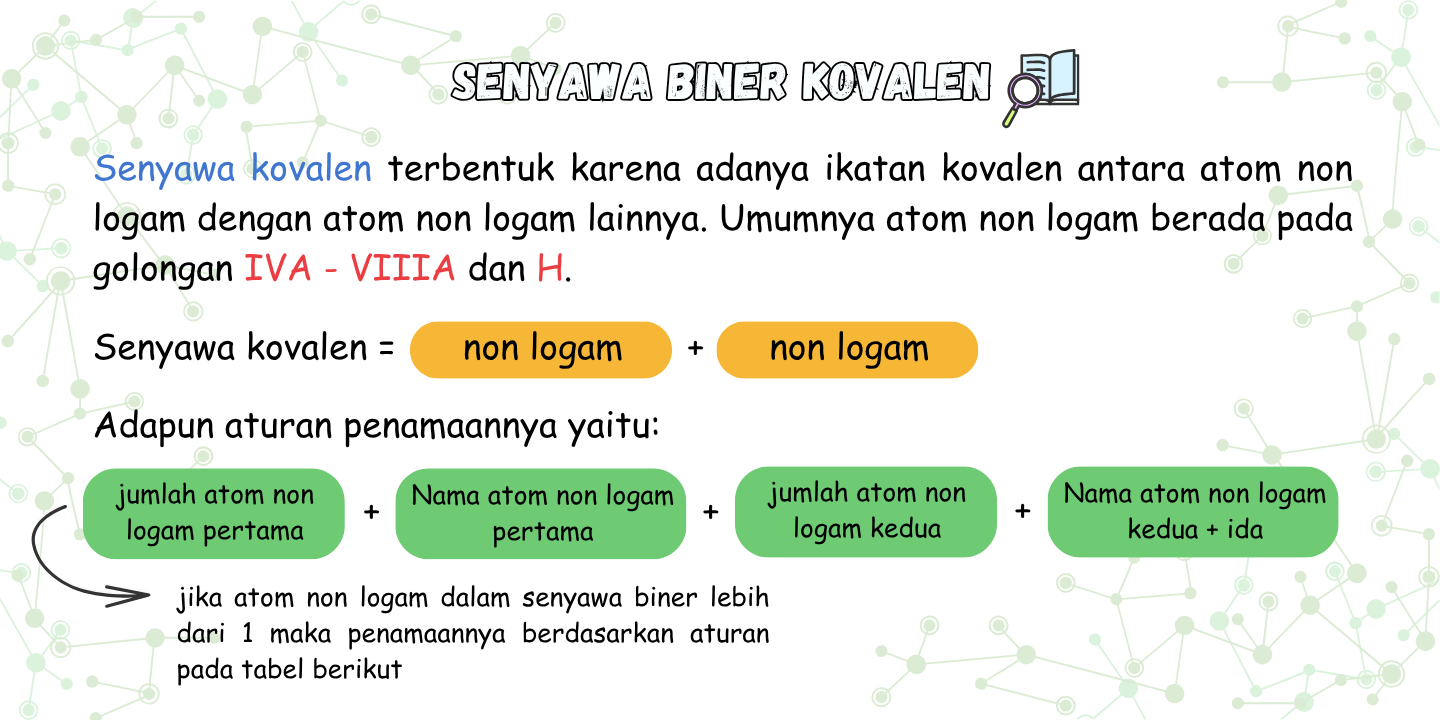 SENYAWA BINER KOVALEN
Senyawa kovalen terbentuk karena adanya ikatan kovalen antara atom non
logam dengan atom non logam lainnya. Umumnya atom non logam berada pada
golongan IVA - VIIIA dan H.
Senyawa kovalen = non logam + non logam
Adapun aturan penamaannya yaitu:
jumlah atom non
logam pertama
+
Nama atom non logam
pertama
+
jumlah atom non
logam kedua
+
Nama atom non logam
kedua + ida
jika atom non logam dalam senyawa biner lebih
dari 1 maka penamaannya berdasarkan aturan
pada tabel berikut